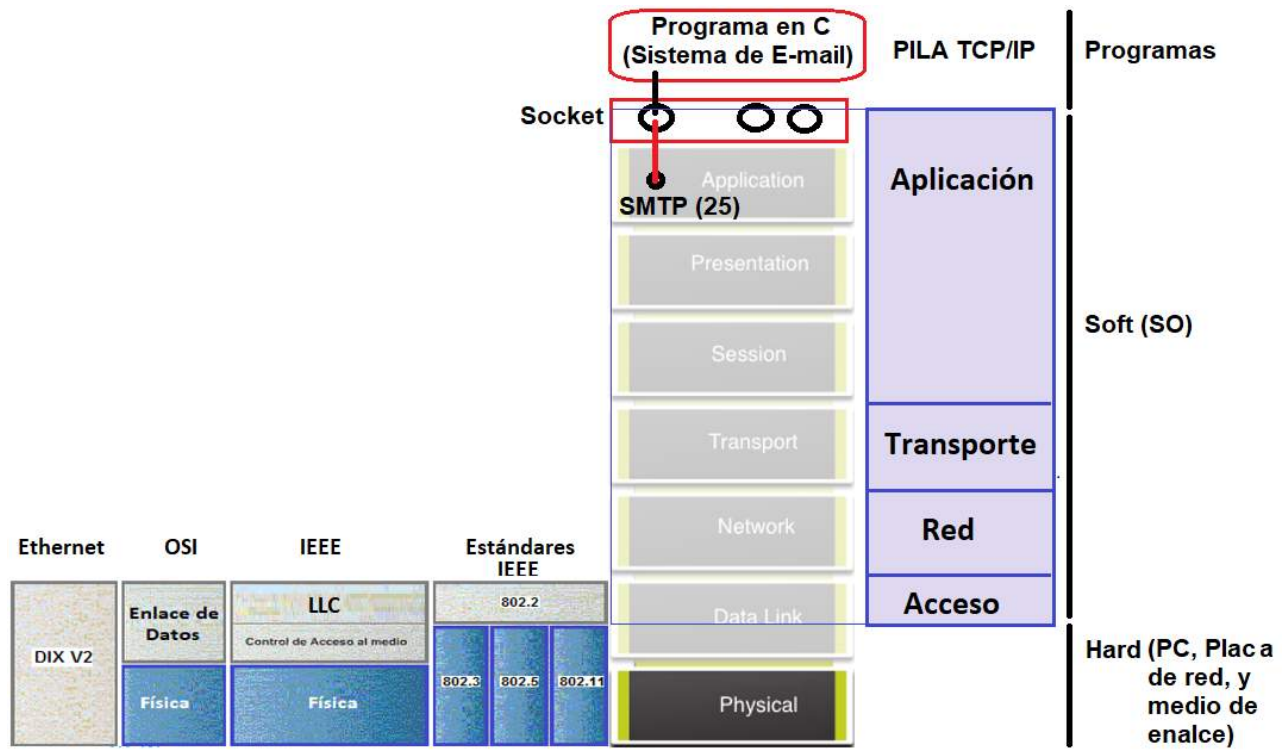 Programa en C
(Sistema de E-mail)
PILA TCP/IP
Programas
Socket
Application
SMTP (25)
Aplicación
Presentation
Session
Soft (SO)
Transport
Transporte
Network
Red
Ethernet
OSI
IEEE
Estándares
IEEE
DIX V2
Enlace de
Datos
Física
LLC
Control de Acceso al medio
Física
802.2
802.3
802.5
802.11
Data Link
Acceso
Physical
Hard (PC, Placa
de red, y
medio de
enalce)